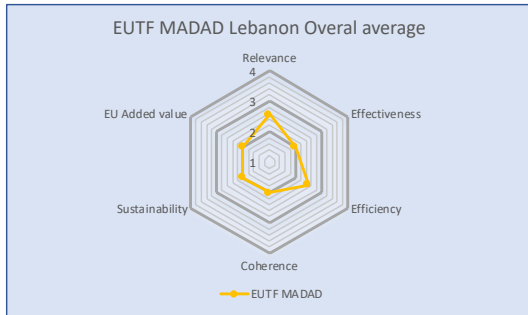 EUTF MADAD Lebanon Overal average
Relevance
4
3
2
1
EU Added value
Effectiveness
Sustainability
Efficiency
Coherence
EUTF MADAD